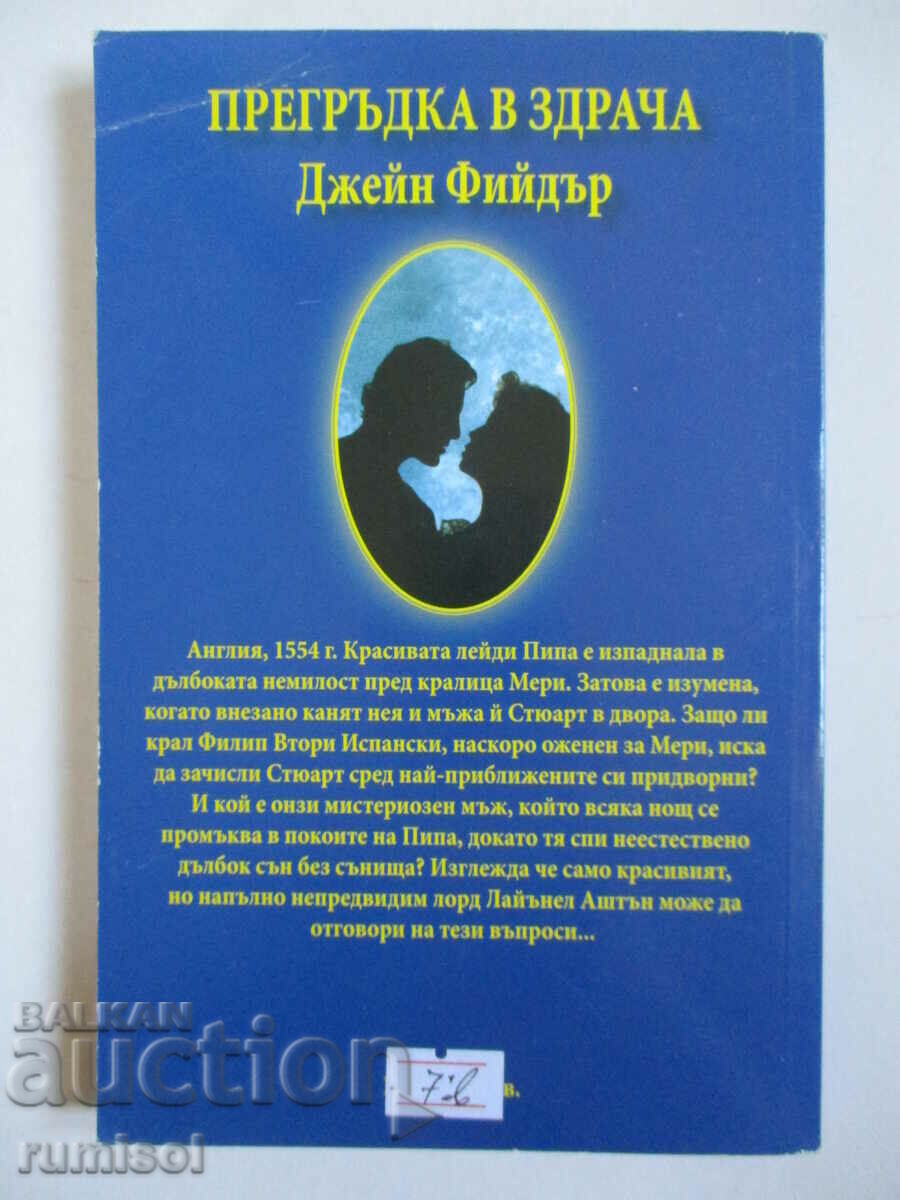 ПРЕГРЪДКА В ЗДРАЧА
Джейн Фийдър
Англия, 1554 г. Красивата лейди Пипа е изпаднала в
дълбоката немилост пред кралица Мери. Затова е изумена,
когато внезапно канят нея и мъжа й Стюарт в двора. Защо ли
крал Филип Втори Испански, наскоро оженен за Мери, иска
да зачисли Стюарт сред най-приближените си придворни?
И кой е онзи мистериозен мъж, който всяка нощ се
промъква в покоите на Пипа, докато тя спи неестествено
дълбок сън без сънища? Изглежда че само красивият,
но напълно непредвидим лорд Лайънел Аштън може да
отговори на тези въпроси...
BALKAN
auction
7·в
в.
rumisol